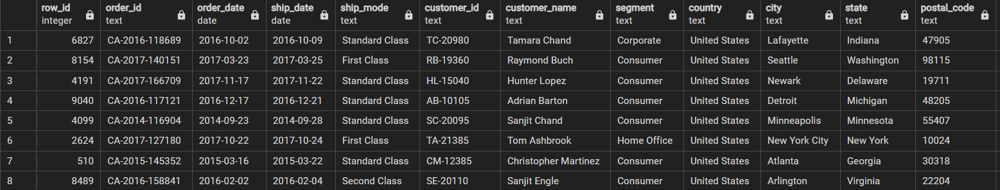 row_id order_id order_date ship_date ship_mode customer_id customer_name segment country city state postal_code
integer text date date text text text text text text text text
1 6827 CA-2016-118689 2016-10-02 2016-10-09 Standard Class TC-20980 Tamara Chand Corporate United States Lafayette Indiana 47905
2 8154 CA-2017-140151 2017-03-23 2017-03-25 First Class RB-19360 Raymond Buch Consumer United States Seattle Washington 98115
3 4191 CA-2017-166709 2017-11-17 2017-11-22 Standard Class HL-15040 Hunter Lopez Consumer United States Newark Delaware 19711
4 9040 CA-2016-117121 2016-12-17 2016-12-21 Standard Class AB-10105 Adrian Barton Consumer United States Detroit Michigan 48205
5 4099 CA-2014-116904 2014-09-23 2014-09-28 Standard Class SC-20095 Sanjit Chand Consumer United States Minneapolis Minnesota 55407
6 2624 CA-2017-127180 2017-10-22 2017-10-24 First Class TA-21385 Tom Ashbrook Home Office United States New York City New York 10024
7 510 CA-2015-145352 2015-03-16 2015-03-22 Standard Class CM-12385 Christopher Martinez Consumer United States Atlanta Georgia 30318
8 8489 CA-2016-158841 2016-02-02 2016-02-04 Second Class SE-20110 Sanjit Engle Consumer United States Arlington Virginia 22204